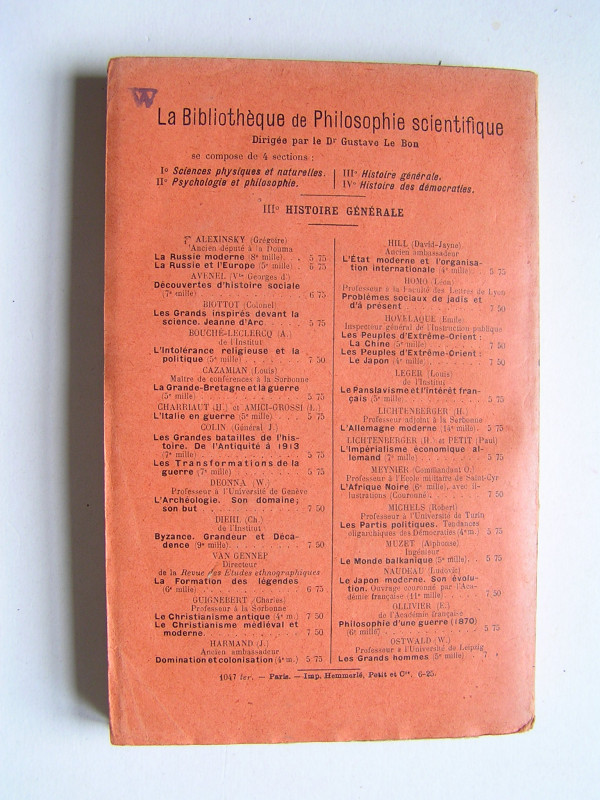 W
La Bibliothèque de Philosophie scientifique
Dirigée par le Dr Gustave Le Bon
se compose de 4 sections :
Iº Sciences physiques et naturelles.
IIº Psychologie et philosophie.
IIIº Histoire générale.
IVº Histoire des démocraties.
IIIº HISTOIRE GÉNÉRALE
ALEXINSKY (Grégoire)
Ancien député à la Douma
La Russie moderne (8e mille). . 5 75
La Russie et l'Europe (5e mille). . 5 75
AVENEL (Vte Georges d')
Découvertes d'histoire sociale
(7e mille) . . . 6 75
BIOTTOT (Colonel)
Les Grands inspirés devant la
science. Jeanne d'Arc . . . 5 75
BOUCHÉ-LECLERCQ (A.)
de l'Institut
L'Intolérance religieuse et la
politique (5e mille) . . . 7 50
CAZAMIAN (Louis)
Maître de conférences à la Sorbonne
La Grande-Bretagne et la guerre
(5e mille) . . . 5 75
CHARRIAUT (H.) et AMICI-GROSSI (L.)
L'Italie en guerre (5e mille) . . 5 75
COLIN (Général J.)
Les Grandes batailles de l'his-
toire. De l'Antiquité à 1913
(7e mille) . . . 5 75
Les Transformations de la
guerre (7e mille) . . . 5 75
DEONNA (W.)
Professeur à l'Université de Genève
L'Archéologie. Son domaine;
son but . . . 7 50
DIEHL (Ch.)
de l'Institut
Byzance. Grandeur et Déca-
dence (9e mille) . . . 7 50
VAN GENNEP
Directeur
de la Revue des Études ethnographiques
La Formation des légendes
(6e mille) . . . 6 75
GUIGNEBERT (Charles)
Professeur à la Sorbonne
Le Christianisme antique (4e m.) 7 50
Le Christianisme médiéval et
moderne. . . . 7 50
HARMAND (J.)
Ancien ambassadeur
Domination et colonisation (4e m.) 5 75
HILL (David-Jayne)
Ancien ambassadeur
L'État moderne et l'organisa-
tion internationale (4e mille). . 5 75
HOMO (Léon)
Professeur à la Faculté des Lettres de Lyon
Problèmes sociaux de jadis et
d'à présent . . . 7 50
HOVELAQUE (Emile)
Inspecteur général de l'Instruction publique
Les Peuples d'Extrême-Orient :
La Chine (5e mille) . . . 7 50
Les Peuples d'Extrême-Orient :
Le Japon (4e mille). . . 7 50
LEGER (Louis)
de l'Institut
Le Panslavisme et l'intérêt fran-
çais (5e mille) . . . 5 75
LICHTENBERGER (H.)
Professeur adjoint à la Sorbonne
L'Allemagne moderne (14e mille) . 5 75
LICHTENBERGER (H.) et PETIT (Paul)
L'Impérialisme économique al-
lemand (7e mille) . . . 5 75
MEYNIER (Commandant O.)
Professeur à l'École militaire de Saint-Cyr
L'Afrique Noire (6e mille), avec il-
lustrations (Couronné). . . 7 50
MICHELS (Robert)
Professeur à l'Université de Turin
Les Partis politiques. Tendances
oligarchiques des Démocraties (4e m.) 5 75
MUZET (Alphonse)
Ingénieur
Le Monde balkanique (5e mille). . 5 75
NAUDEAU (Ludovic)
Le Japon moderne. Son évolu-
tion. Ouvrage couronné par l'Aca-
démie française (11e mille) . . . 7 50
OLLIVIER (E.)
de l'Académie française
Philosophie d'une guerre (1870)
(6e mille) . . . 5 75
OSTWALD (W.)
Professeur à l'Université de Leipzig
Les Grands hommes (5e mille). . 7
1047 ter. — Paris. — Imp. Hemmerlé, Petit et Cie. 6-25.